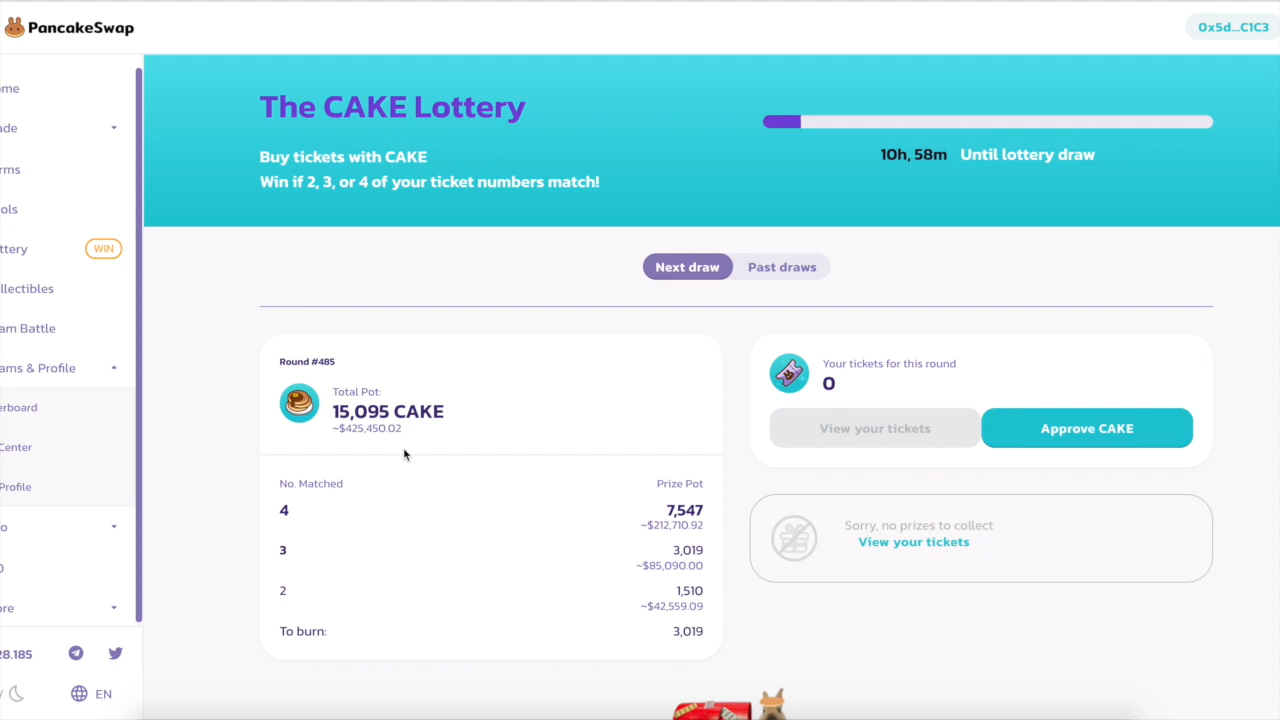 PancakeSwap
0x5d...C1C3
ome
ade
rms
ols
ttery
WIN
llectibles
am Battle
ams & Profile
erboard
Center
Profile
o
ore
28.185
EN
The CAKE Lottery
Buy tickets with CAKE
Win if 2, 3, or 4 of your ticket numbers match!
10h, 58m Until lottery draw
Next draw
Past draws
Round #485
Total Pot:
15,095 CAKE
~$425,450.02
No. Matched
Prize Pot
4
7,547
~$212,710.92
3
3,019
~$85,090.00
2
1,510
~$42,559.09
To burn:
3,019
Your tickets for this round
0
View your tickets
Approve CAKE
Sorry, no prizes to collect
View your tickets